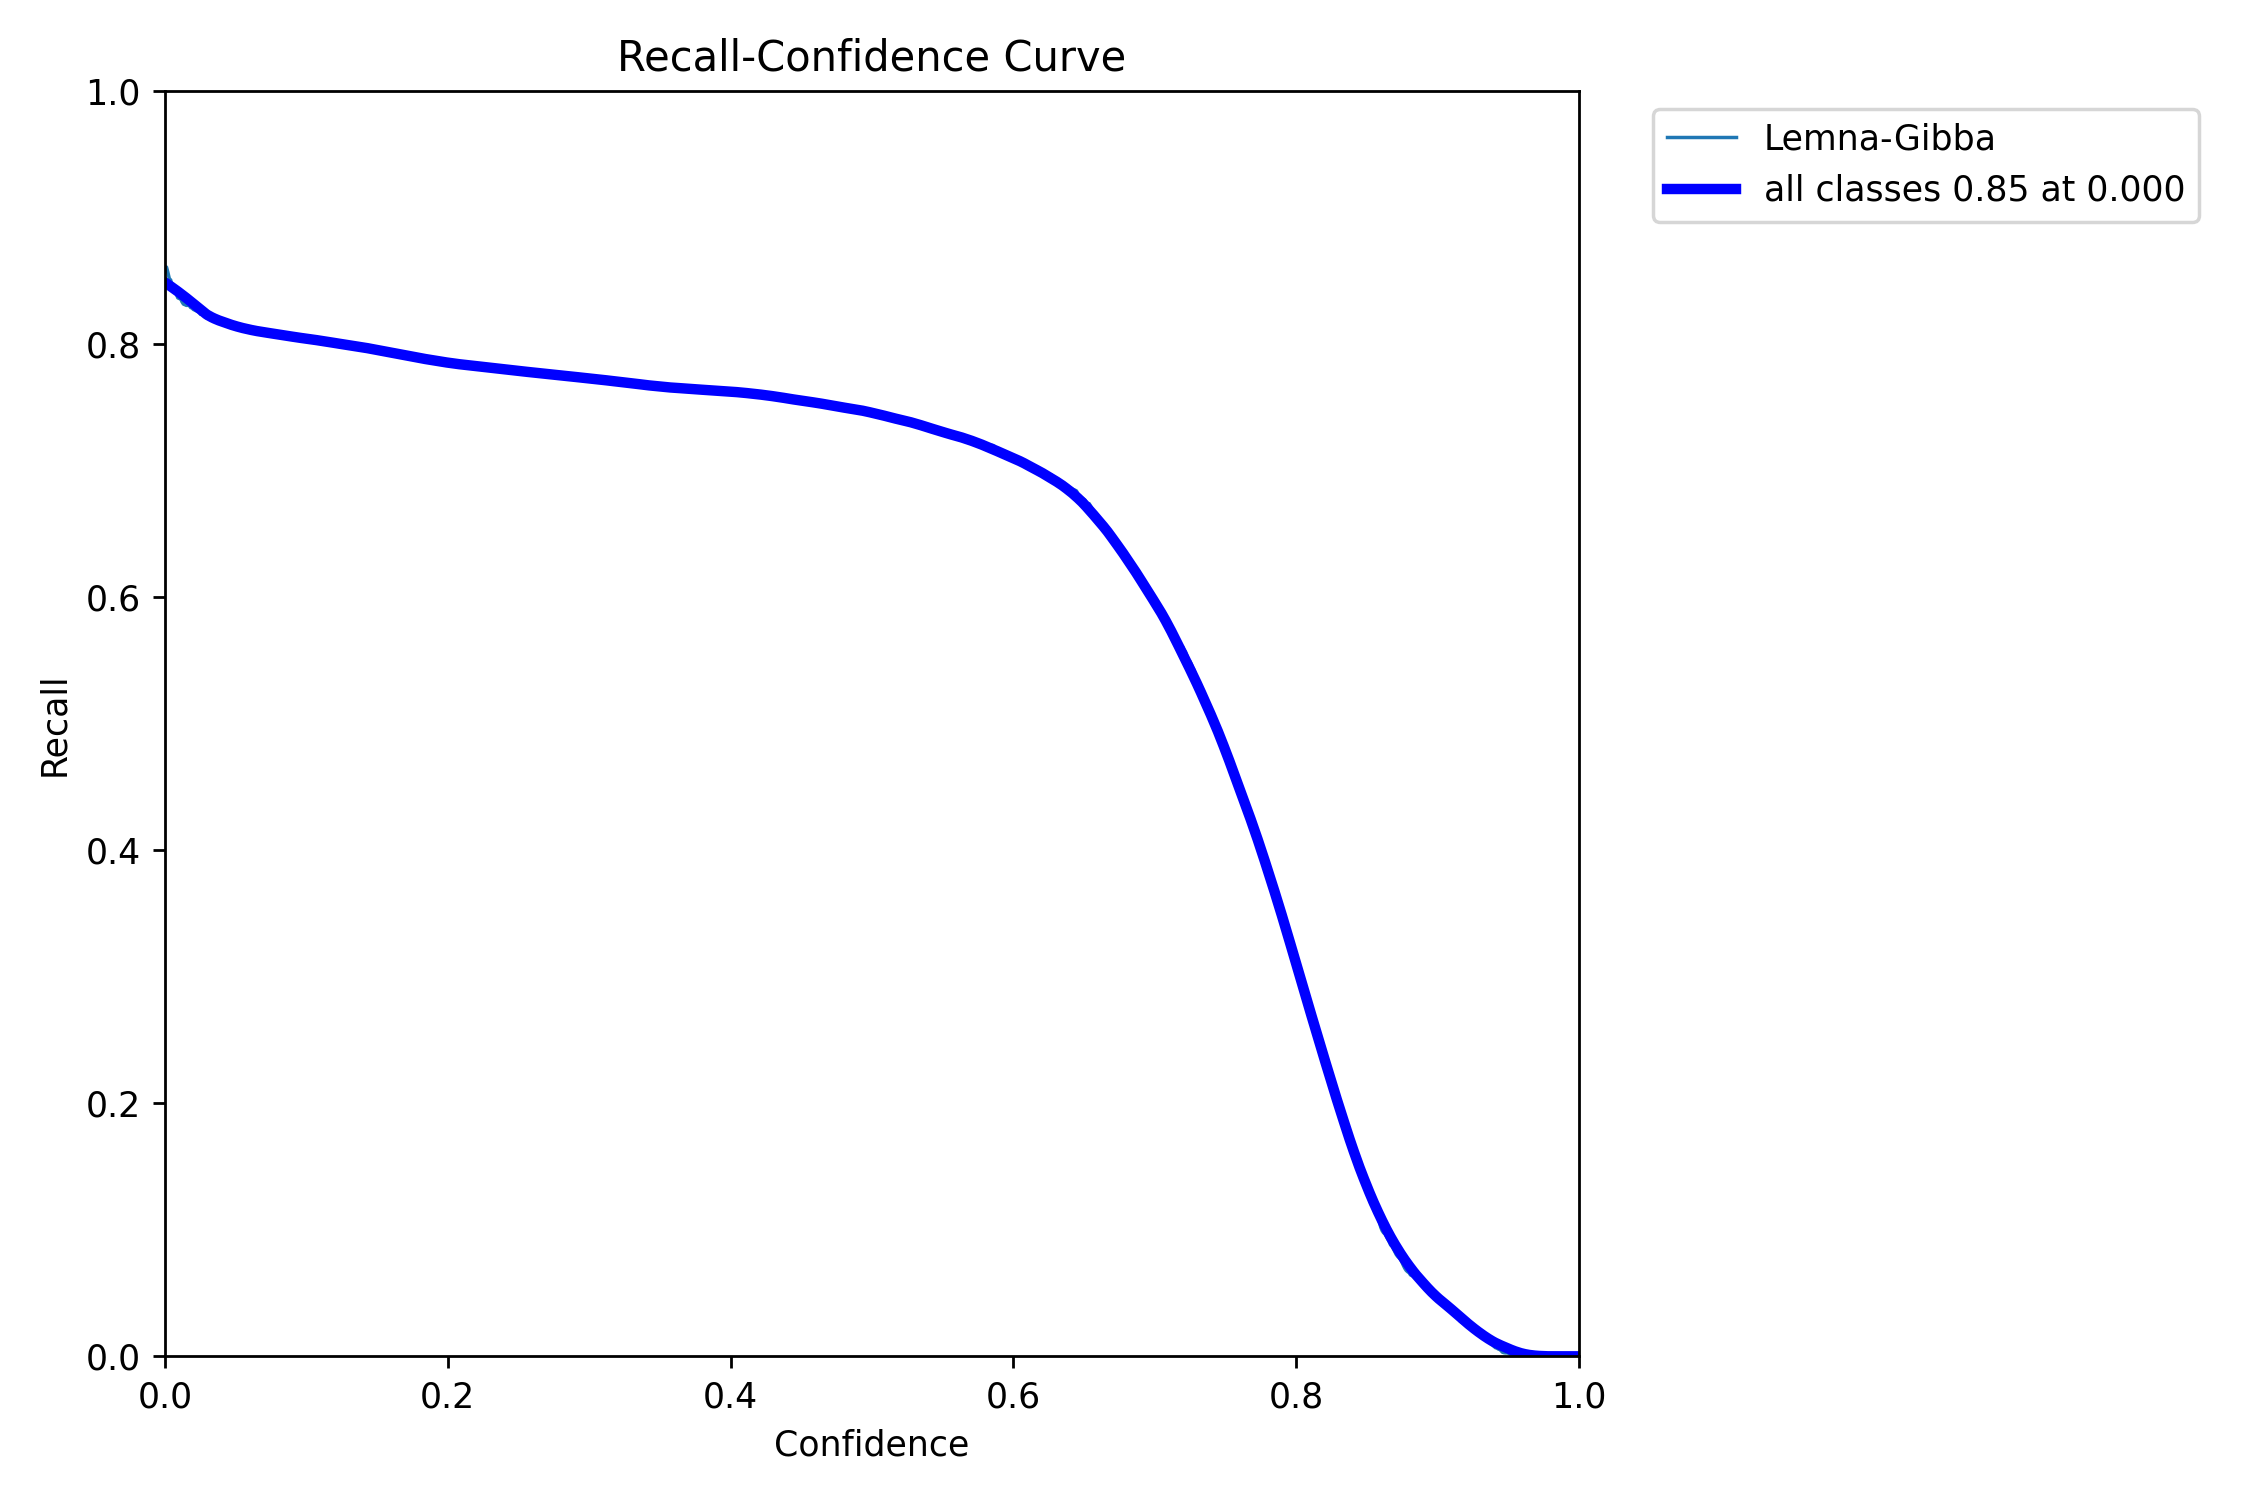 Recall-Confidence Curve
1.0
0.8
0.6
0.4
0.2
0.0
Recall
0.0 0.2 0.4 0.6 0.8 1.0
Confidence
Lemna-Gibba
all classes 0.85 at 0.000